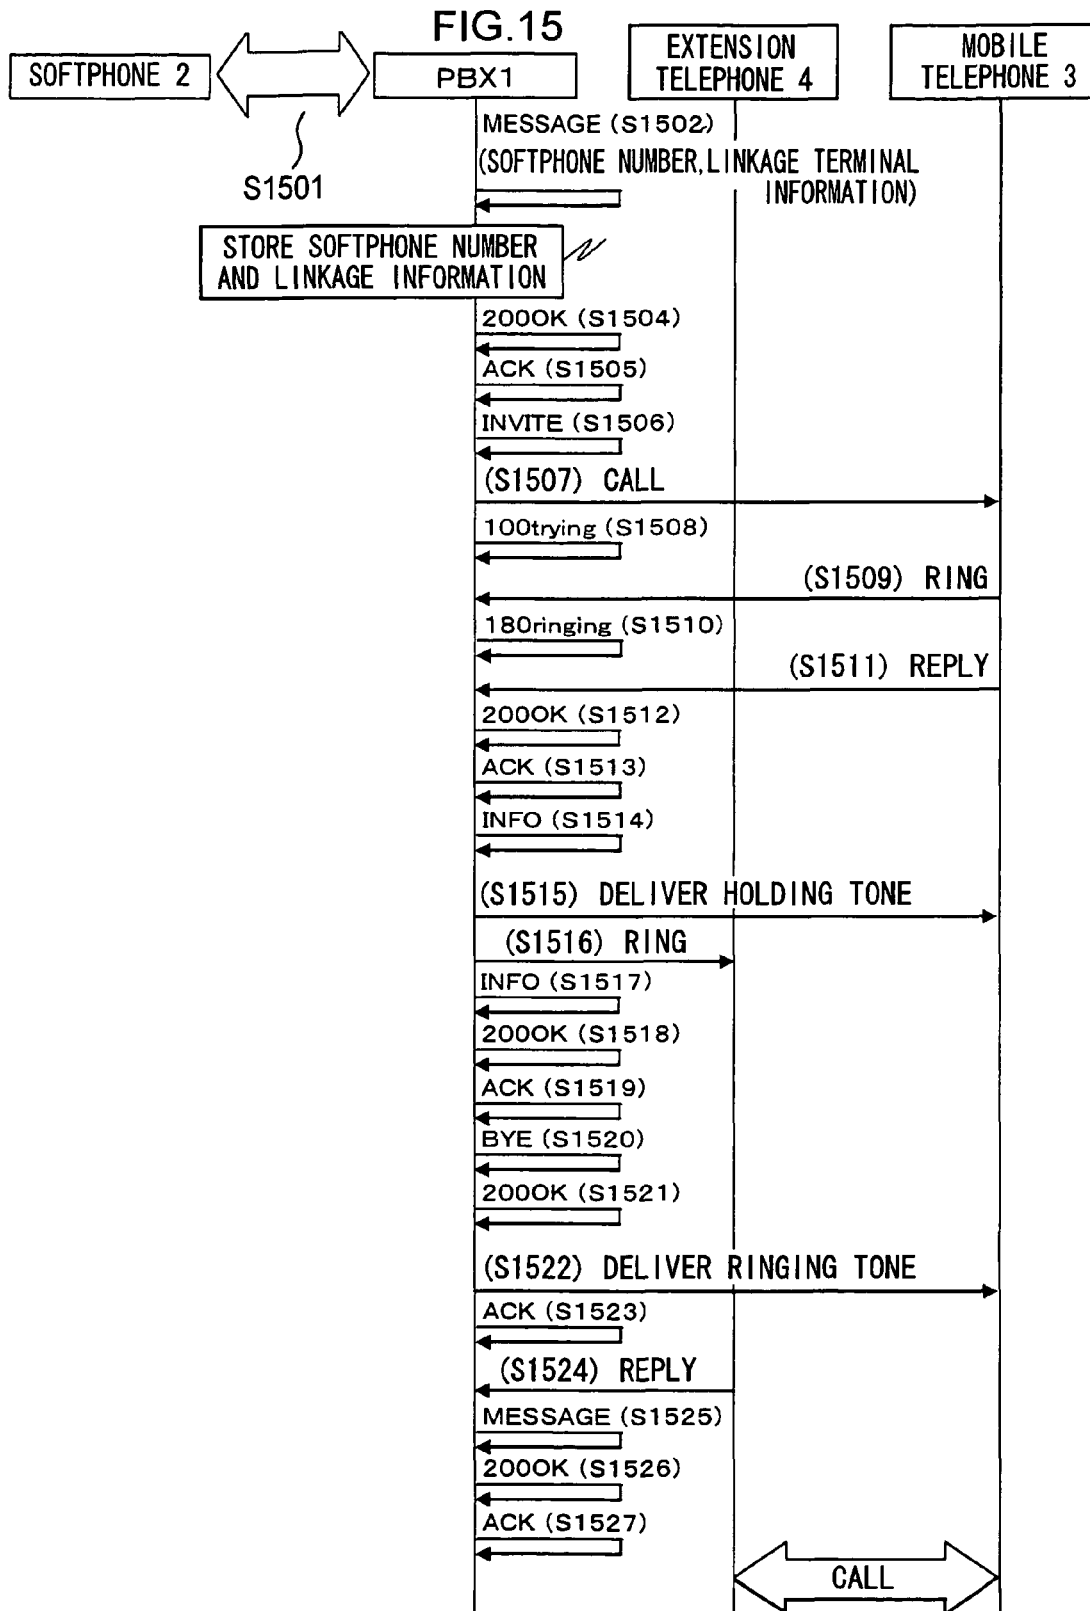 FIG.15
SOFTPHONE 2
PBX1
EXTENSION
TELEPHONE 4
MOBILE
TELEPHONE 3
S1501
MESSAGE (S1502)
(SOFTPHONE NUMBER, LINKAGE TERMINAL
INFORMATION)
STORE SOFTPHONE NUMBER
AND LINKAGE INFORMATION
200OK (S1504)
ACK (S1505)
INVITE (S1506)
(S1507) CALL
100trying (S1508)
(S1509) RING
180ringing (S1510)
(S1511) REPLY
200OK (S1512)
ACK (S1513)
INFO (S1514)
(S1515) DELIVER HOLDING TONE
(S1516) RING
INFO (S1517)
200OK (S1518)
ACK (S1519)
BYE (S1520)
200OK (S1521)
(S1522) DELIVER RINGING TONE
ACK (S1523)
(S1524) REPLY
MESSAGE (S1525)
200OK (S1526)
ACK (S1527)
CALL